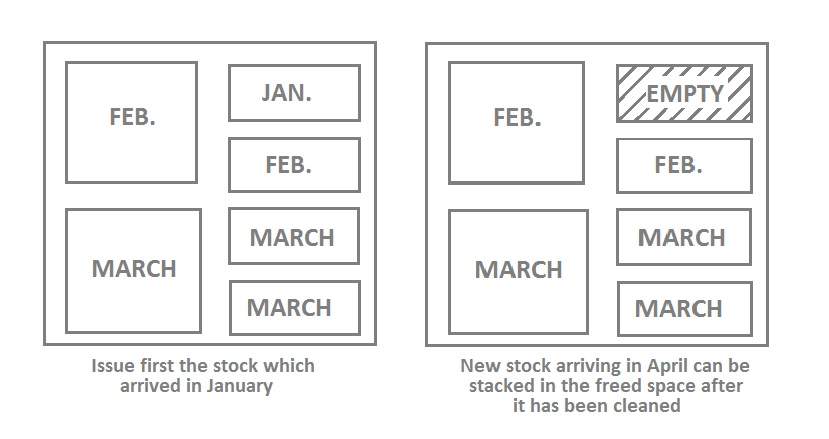 FEB.
JAN.
FEB.
MARCH
MARCH
MARCH
Issue first the stock which
arrived in January
FEB.
EMPTY
FEB.
MARCH
MARCH
MARCH
New stock arriving in April can be
stacked in the freed space after
it has been cleaned